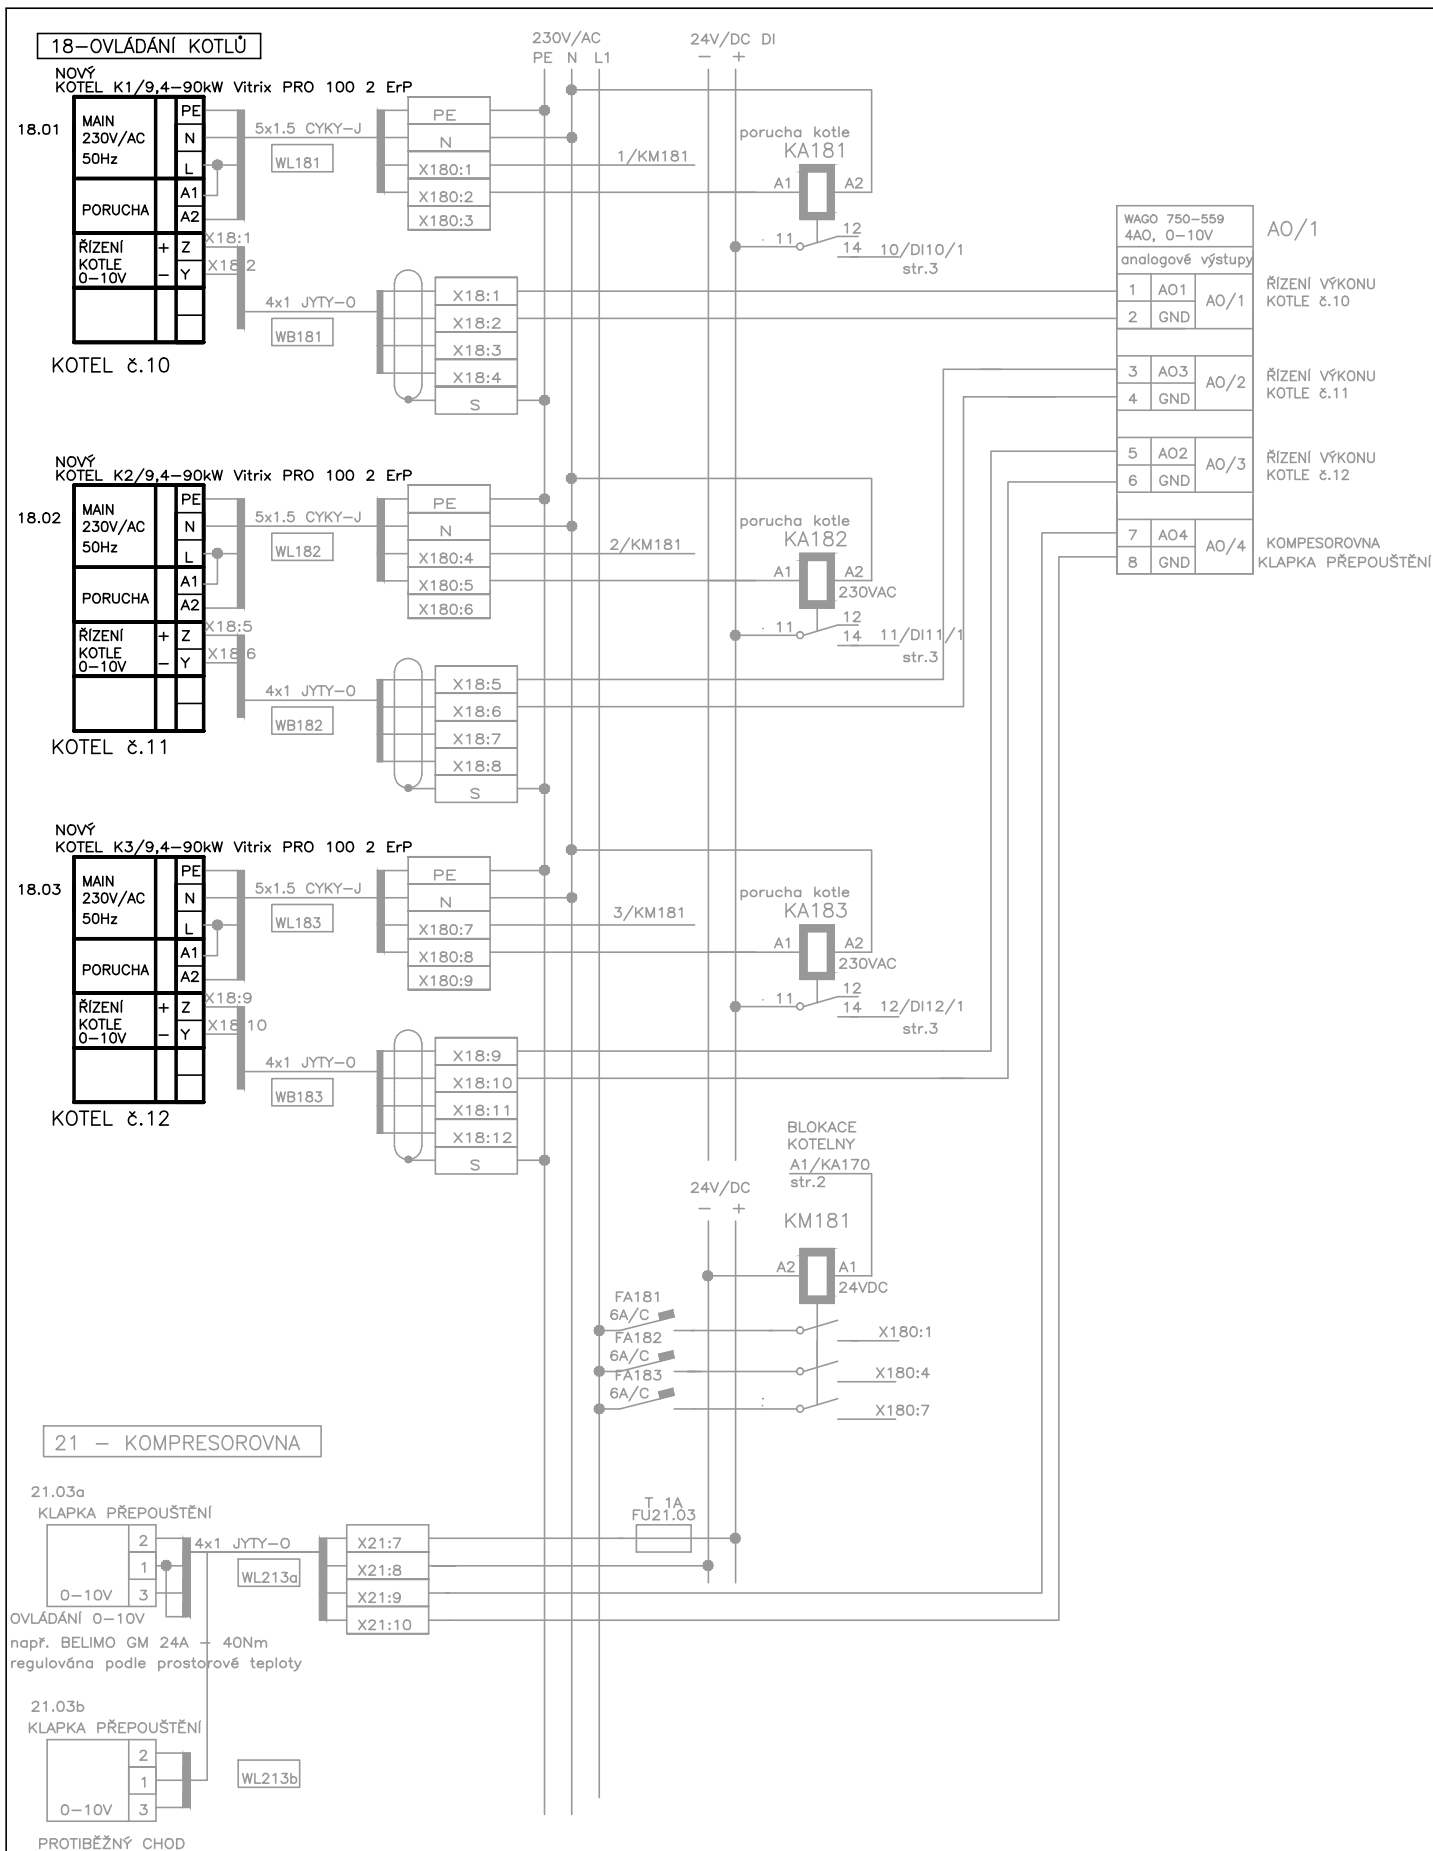 18-OVLÁDÁNÍ KOTLŮ
230V/AC
PE N L1
24V/DC DI
- +
NOVÝ
KOTEL K1/9,4-90kW Vitrix PRO 100 2 ErP
18.01
MAIN
230V/AC
50Hz
PE
N
L
PORUCHA
A1
A2
ŘÍZENÍ
KOTLE
0-10V
+ Z
- Y
X18:1
X18:2
5x1.5 CYKY-J
WL181
4x1 JYTY-O
WB181
PE
N
X180:1
X180:2
X180:3
1/KM181
X18:1
X18:2
X18:3
X18:4
S
porucha kotle
KA181
A1 A2
11
12
14 10/DI10/1
str.3
KOTEL č.10
WAGO 750-559
4AO, 0-10V
AO/1
analogové výstupy
1 AO1
2 GND
AO/1
ŘÍZENÍ VÝKONU
KOTLE č.10
3 AO3
4 GND
AO/2
ŘÍZENÍ VÝKONU
KOTLE č.11
5 AO2
6 GND
AO/3
ŘÍZENÍ VÝKONU
KOTLE č.12
7 AO4
8 GND
AO/4
KOMPESOROVNA
KLAPKA PŘEPOUŠTĚNÍ
NOVÝ
KOTEL K2/9,4-90kW Vitrix PRO 100 2 ErP
18.02
MAIN
230V/AC
50Hz
PE
N
L
PORUCHA
A1
A2
ŘÍZENÍ
KOTLE
0-10V
+ Z
- Y
X18:5
X18:6
5x1.5 CYKY-J
WL182
4x1 JYTY-O
WB182
PE
N
X180:4
X180:5
X180:6
2/KM181
X18:5
X18:6
X18:7
X18:8
S
porucha kotle
KA182
A1 A2
230VAC
11
12
14 11/DI11/1
str.3
KOTEL č.11
NOVÝ
KOTEL K3/9,4-90kW Vitrix PRO 100 2 ErP
18.03
MAIN
230V/AC
50Hz
PE
N
L
PORUCHA
A1
A2
ŘÍZENÍ
KOTLE
0-10V
+ Z
- Y
X18:9
X18:10
5x1.5 CYKY-J
WL183
4x1 JYTY-O
WB183
PE
N
X180:7
X180:8
X180:9
3/KM181
X18:9
X18:10
X18:11
X18:12
S
porucha kotle
KA183
A1 A2
230VAC
11
12
14 12/DI12/1
str.3
KOTEL č.12
BLOKACE
KOTELNY
A1/KA170
str.2
24V/DC
- +
KM181
A2 A1
24VDC
FA181
6A/C
X180:1
FA182
6A/C
X180:4
FA183
6A/C
X180:7
21 - KOMPRESOROVNA
21.03a
KLAPKA PŘEPOUŠTĚNÍ
2
1
0-10V 3
4x1 JYTY-O
WL213a
X21:7
X21:8
X21:9
X21:10
T 1A
FU21.03
OVLÁDÁNÍ 0-10V
např. BELIMO GM 24A - 40Nm
regulována podle prostorové teploty
21.03b
KLAPKA PŘEPOUŠTĚNÍ
2
1
0-10V 3
WL213b
PROTIBĚŽNÝ CHOD